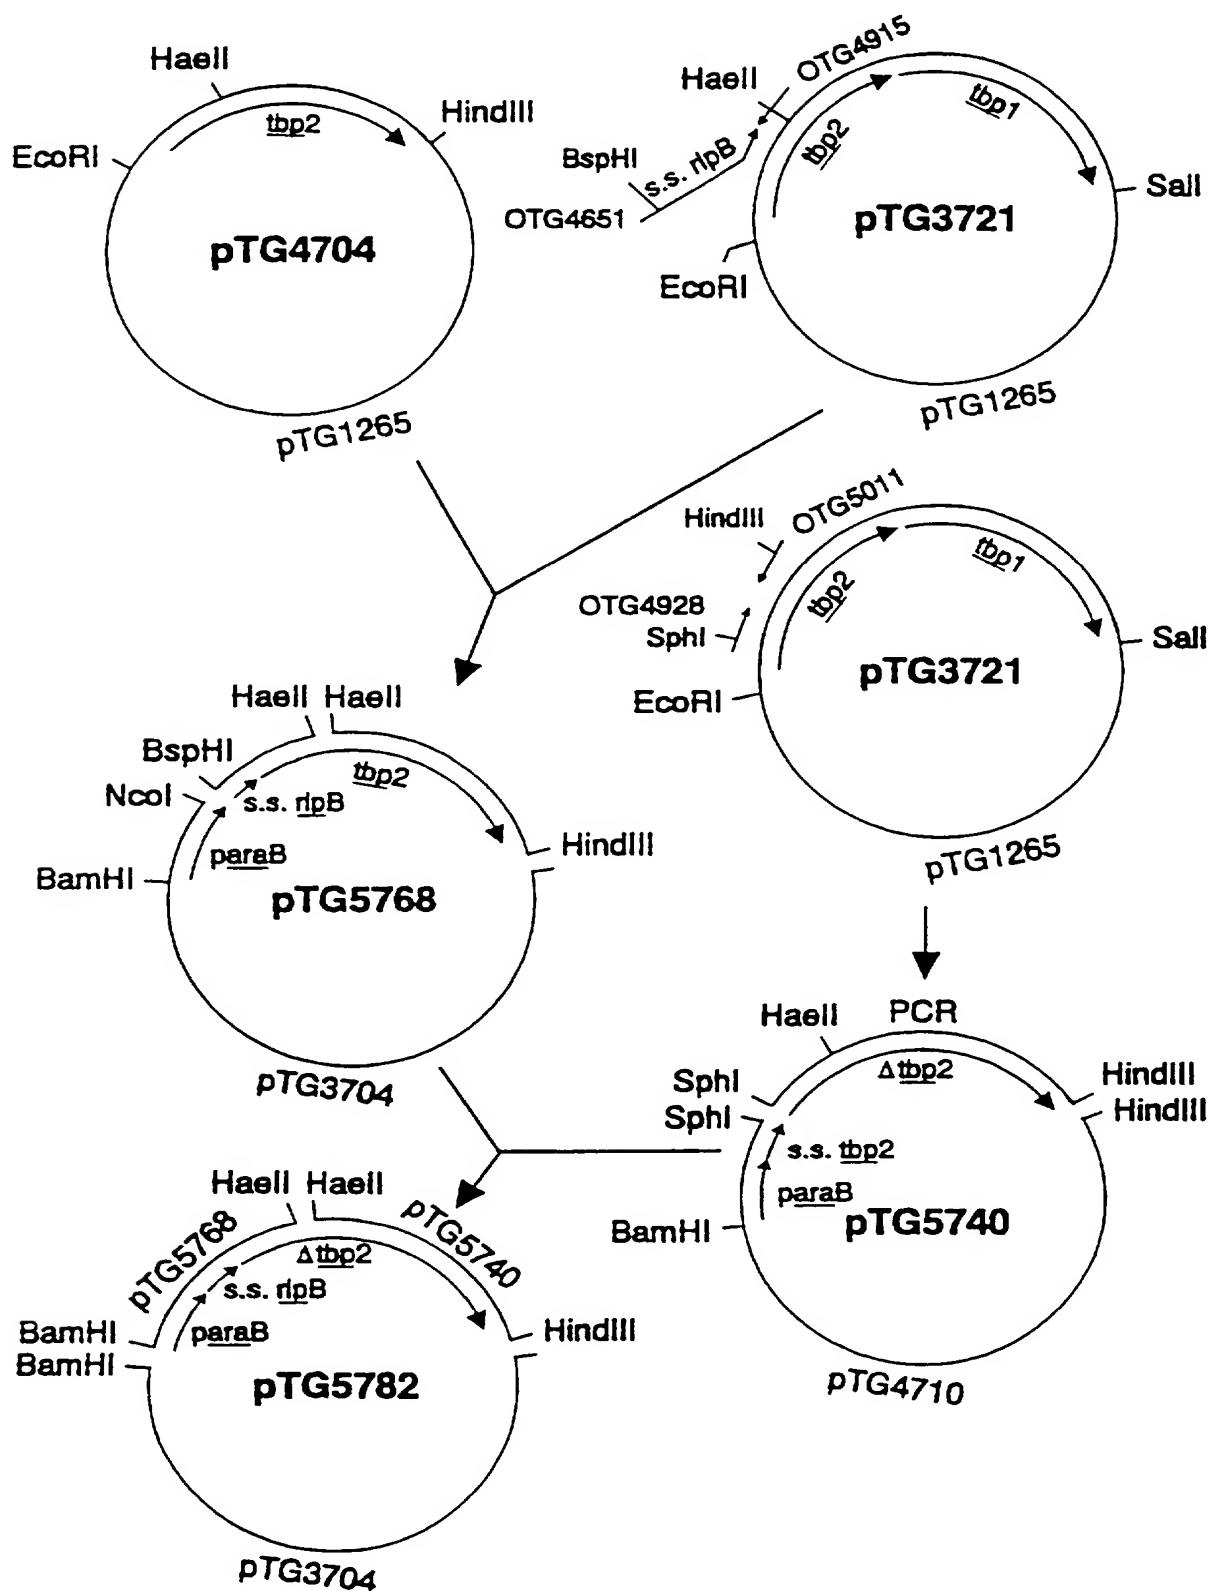 HaeII
tbp2
HindIII
EcoRI
pTG4704
pTG1265
OTG4915
HaeII
tbp1
tbp2
BspHI
s.s. rlpB
OTG4651
SalI
pTG3721
EcoRI
pTG1265
HindIII
OTG5011
tbp1
tbp2
OTG4928
SphI
SalI
pTG3721
EcoRI
pTG1265
HaeII HaeII
BspHI
tbp2
NcoI
s.s. rlpB
HindIII
paraB
BamHI
pTG5768
pTG3704
PCR
HaeII
Δ tbp2
SphI
HindIII
SphI
HindIII
s.s. tbp2
paraB
BamHI
pTG5740
pTG4710
HaeII HaeII
pTG5768
pTG5740
Δ tbp2
s.s. rlpB
BamHI
paraB
HindIII
BamHI
pTG5782
pTG3704